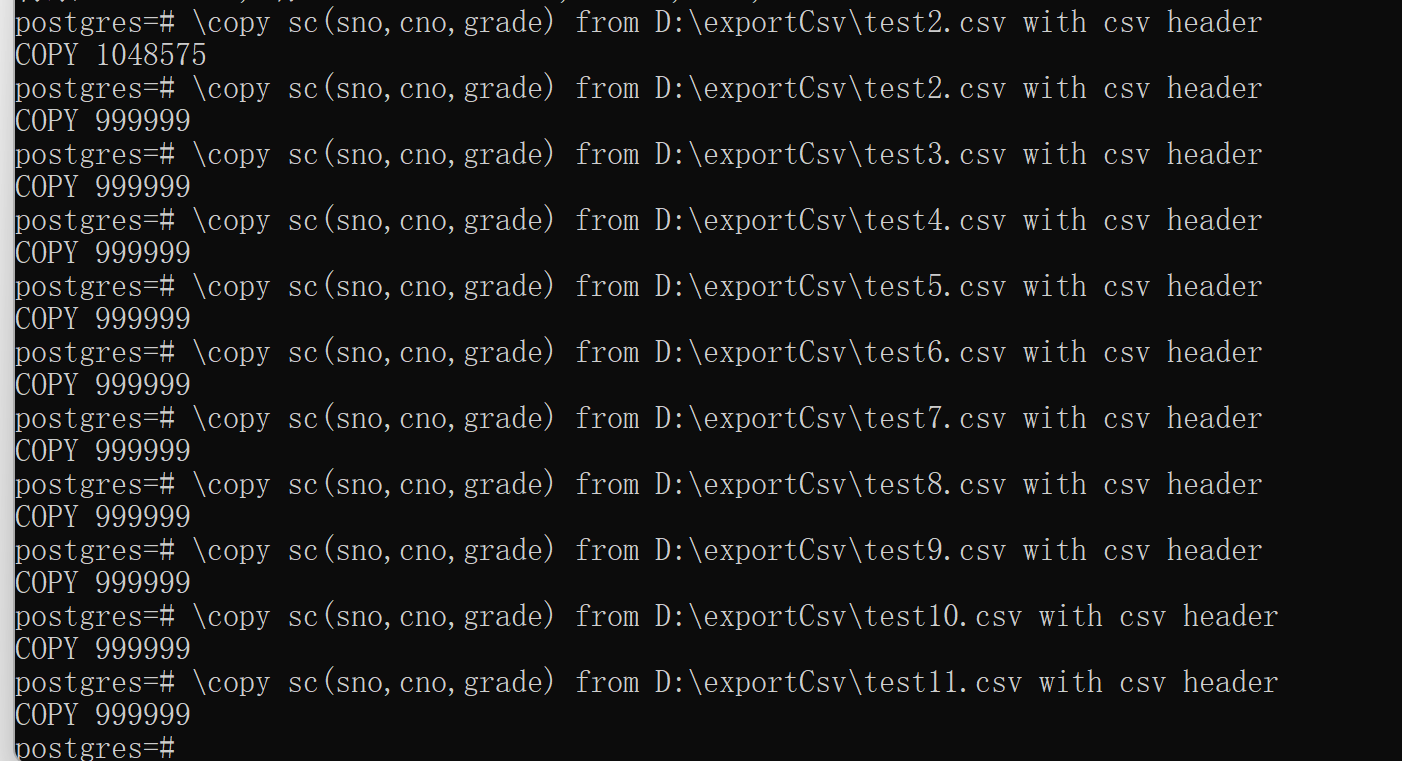 postgres=# \copy sc(sno,cno,grade) from D:\exportCsv\test2.csv with csv header
COPY 1048575
postgres=# \copy sc(sno,cno,grade) from D:\exportCsv\test2.csv with csv header
COPY 999999
postgres=# \copy sc(sno,cno,grade) from D:\exportCsv\test3.csv with csv header
COPY 999999
postgres=# \copy sc(sno,cno,grade) from D:\exportCsv\test4.csv with csv header
COPY 999999
postgres=# \copy sc(sno,cno,grade) from D:\exportCsv\test5.csv with csv header
COPY 999999
postgres=# \copy sc(sno,cno,grade) from D:\exportCsv\test6.csv with csv header
COPY 999999
postgres=# \copy sc(sno,cno,grade) from D:\exportCsv\test7.csv with csv header
COPY 999999
postgres=# \copy sc(sno,cno,grade) from D:\exportCsv\test8.csv with csv header
COPY 999999
postgres=# \copy sc(sno,cno,grade) from D:\exportCsv\test9.csv with csv header
COPY 999999
postgres=# \copy sc(sno,cno,grade) from D:\exportCsv\test10.csv with csv header
COPY 999999
postgres=# \copy sc(sno,cno,grade) from D:\exportCsv\test11.csv with csv header
COPY 999999
postgres=#